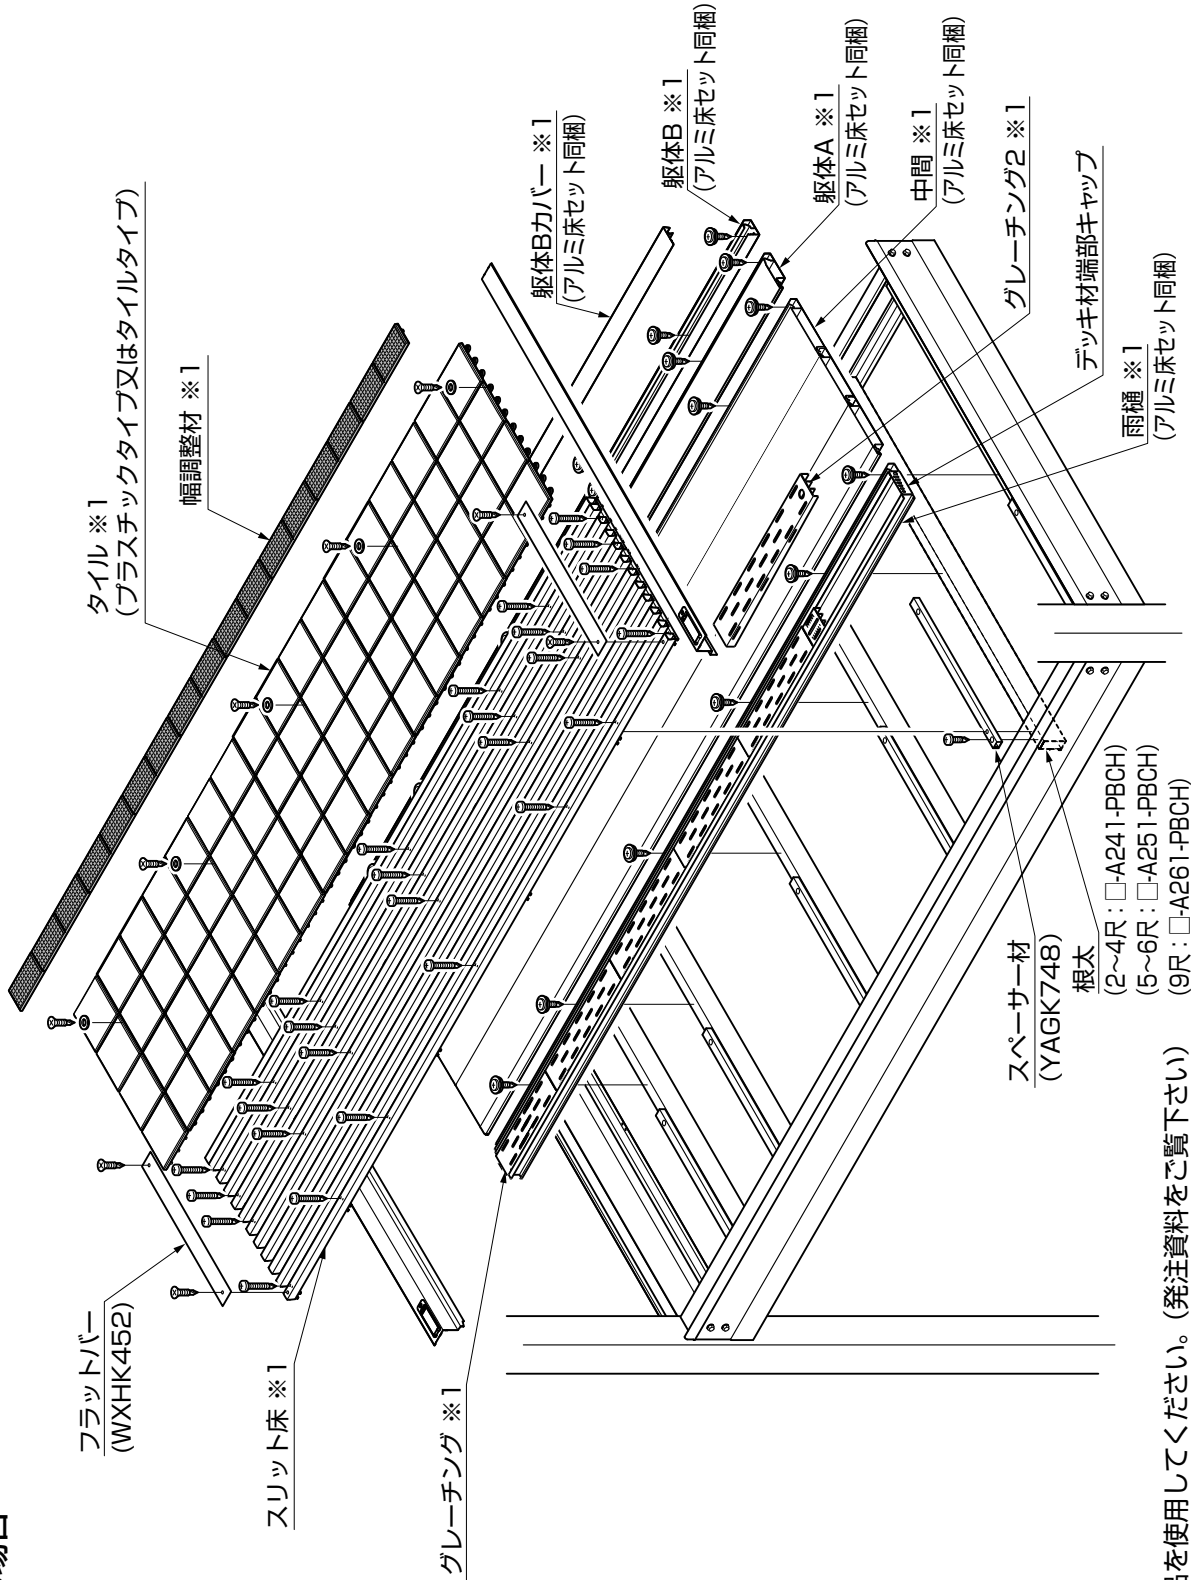 場合
タイル ※1
(プラスチックタイプ又はタイルタイプ)
幅調整材 ※1
躯体Bカバー ※1
(アルミ床セット同梱)
躯体B ※1
(アルミ床セット同梱)
躯体A ※1
(アルミ床セット同梱)
中間 ※1
(アルミ床セット同梱)
グレーチング2 ※1
デッキ材端部キャップ
雨樋 ※1
(アルミ床セット同梱)
フラットバー
(WXHK452)
スリット床 ※1
グレーチング ※1
スペーサー材
(YAGK748)
根太
(2~4尺：□-A241-PBCH)
(5~6尺：□-A251-PBCH)
(9尺：□-A261-PBCH)
品を使用してください。(発注資料をご覧下さい)